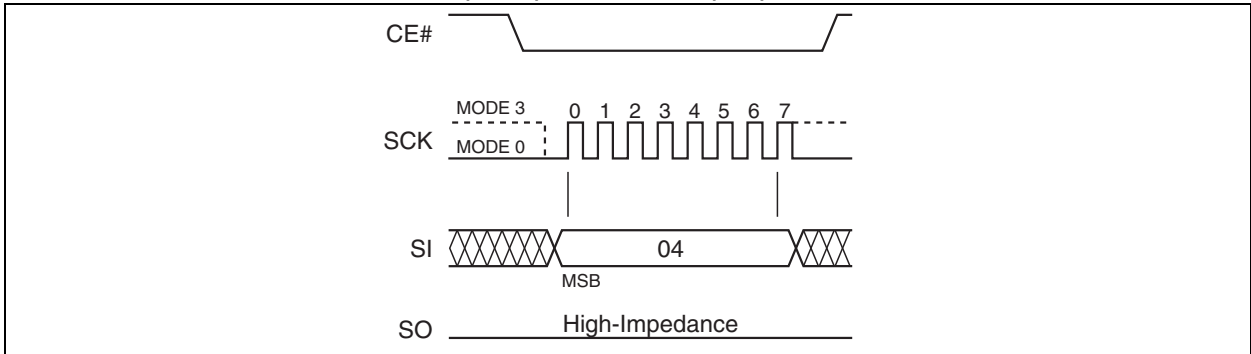 CE#
MODE 3
0 1 2 3 4 5 6 7
SCK
MODE 0
SI
04
MSB
SO
High-Impedance